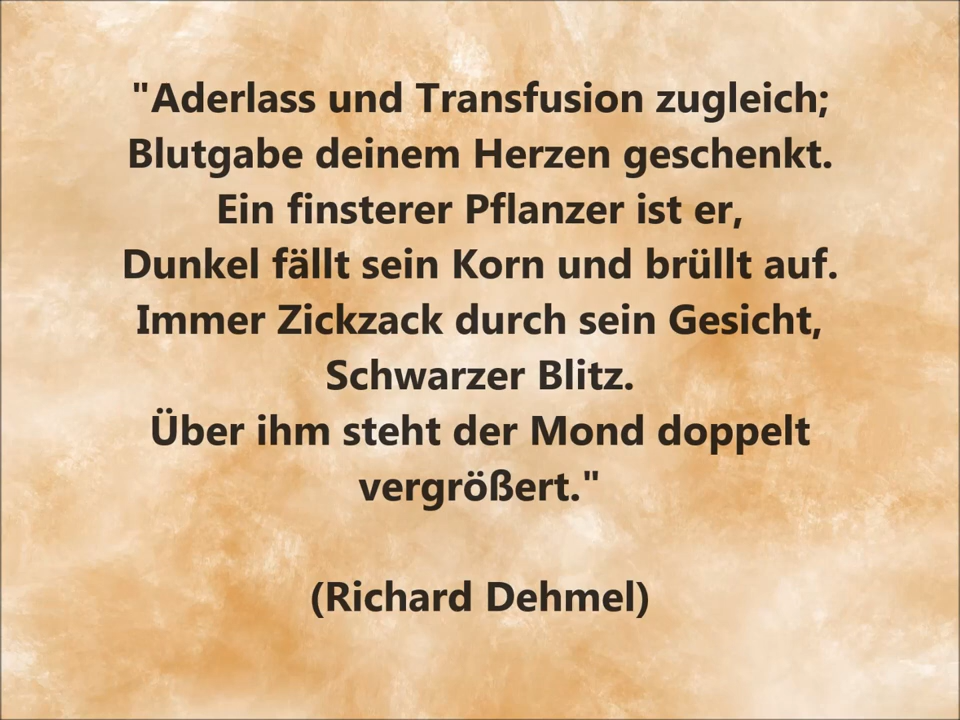 "Aderlass und Transfusion zugleich;
Blutgabe deinem Herzen geschenkt.
Ein finsterer Pflanzer ist er,
Dunkel fällt sein Korn und brüllt auf.
Immer Zickzack durch sein Gesicht,
Schwarzer Blitz.
Über ihm steht der Mond doppelt
vergrößert."
(Richard Dehmel)